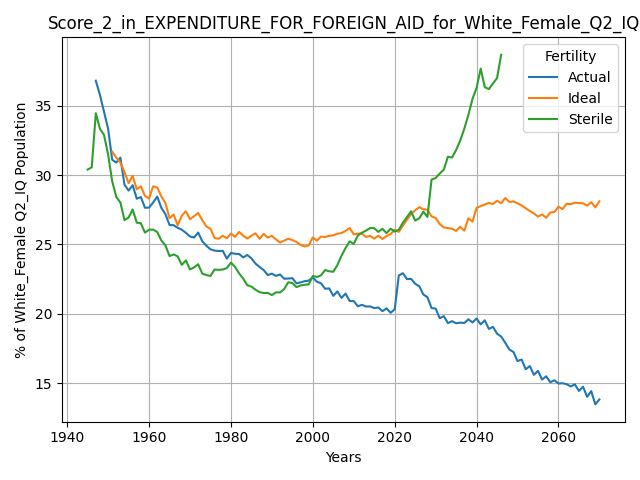 Score_2_in_EXPENDITURE_FOR_FOREIGN_AID_for_White_Female_Q2_IQ
% of White_Female Q2_IQ Population
35
30
25
20
15
Fertility
Actual
Ideal
Sterile
1940 1960 1980 2000 2020 2040 2060
Years